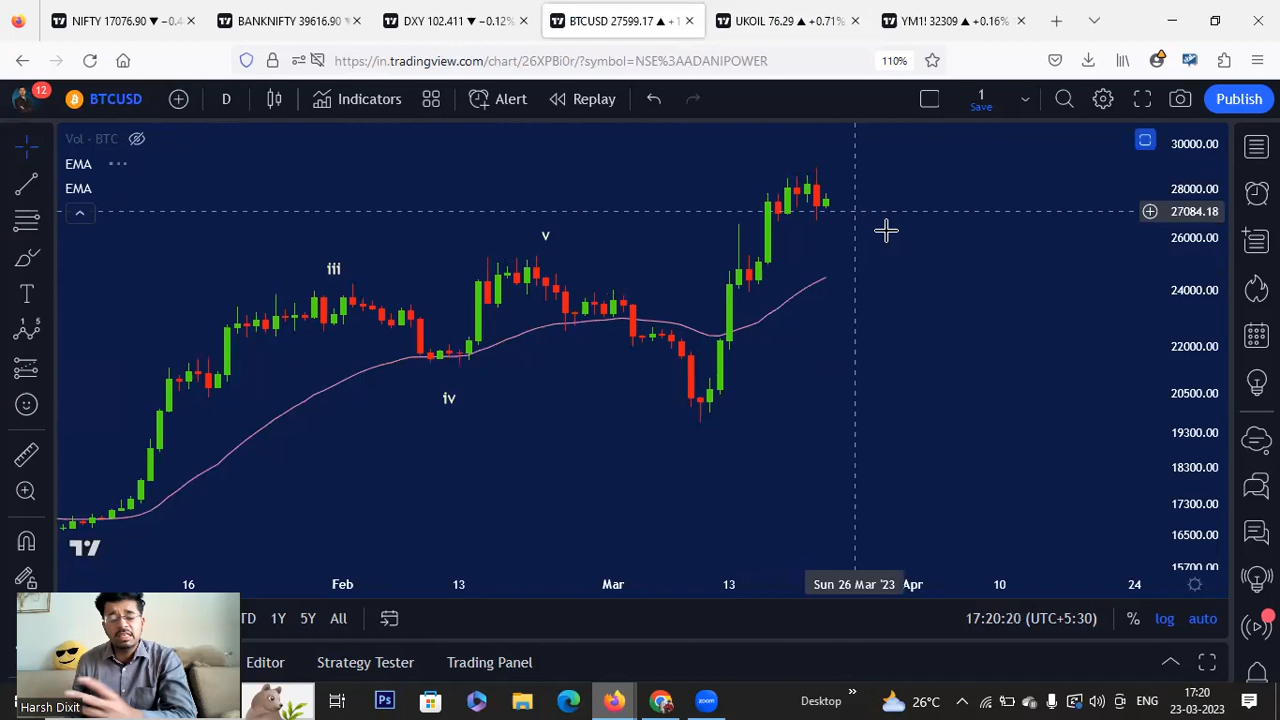 NIFTY 17076.90 ▼ −0.4
BANKNIFTY 39616.90 ▼
DXY 102.411 ▼ −0.12%
BTCUSD 27599.17 ▲ +1
UKOIL 76.29 ▲ +0.71%
YM1! 32309 ▲ +0.16%
https://in.tradingview.com/chart/26XPBi0r/?symbol=NSE%3AADANIPOWER
110%
12
BTCUSD
D
Indicators
Alert
Replay
1
Save
Publish
Vol - BTC
EMA
EMA
30000.00
28000.00
27084.18
26000.00
24000.00
22000.00
20500.00
19300.00
18300.00
17300.00
16500.00
15700.00
iii
iv
v
16
Feb
13
Mar
13
Sun 26 Mar '23
Apr
10
24
TD
1Y
5Y
All
17:20:20 (UTC+5:30)
%
log
auto
Editor
Strategy Tester
Trading Panel
Harsh Dixit
Ps
Desktop
26°C
ENG
17:20
23-03-2023